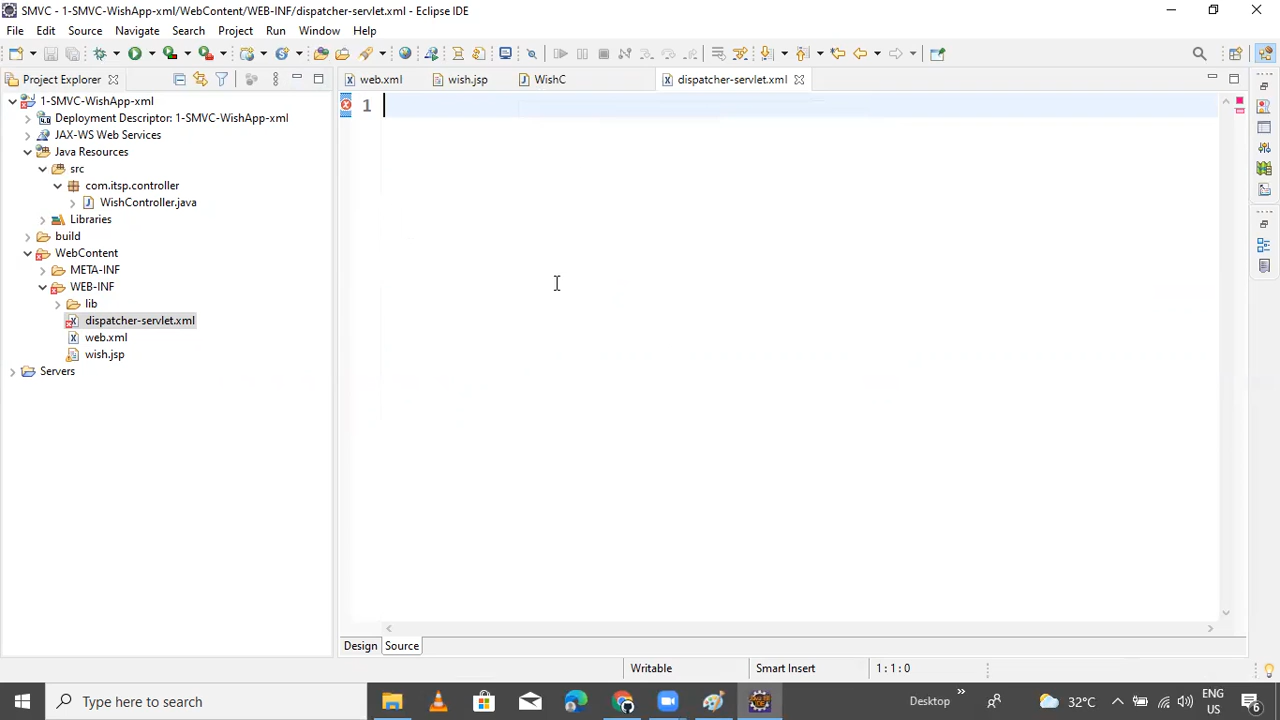 SMVC - 1-SMVC-WishApp-xml/WebContent/WEB-INF/dispatcher-servlet.xml - Eclipse IDE
File Edit Source Navigate Search Project Run Window Help
Project Explorer
web.xml wish.jsp WishC dispatcher-servlet.xml
1-SMVC-WishApp-xml
1
Deployment Descriptor: 1-SMVC-WishApp-xml
JAX-WS Web Services
Java Resources
src
com.itsp.controller
WishController.java
Libraries
build
WebContent
META-INF
WEB-INF
lib
dispatcher-servlet.xml
web.xml
wish.jsp
Servers
Design Source
Writable Smart Insert 1 : 1 : 0
Type here to search
Desktop
32°C
ENG
US
6